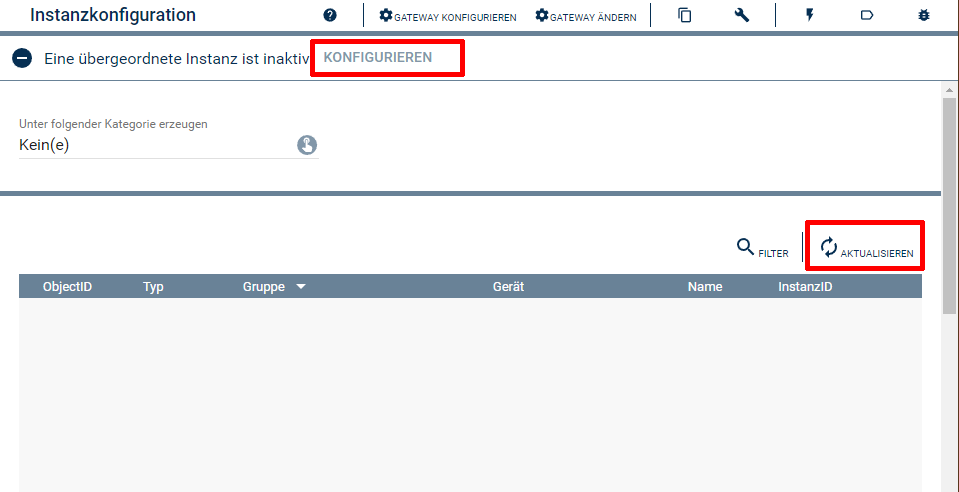 Instanzkonfiguration GATEWAY KONFIGURIEREN GATEWAY ÄNDERN
Eine übergeordnete Instanz ist inaktiv KONFIGURIEREN
Unter folgender Kategorie erzeugen
Kein(e)
FILTER AKTUALISIEREN
ObjectID Typ Gruppe Gerät Name InstanzID